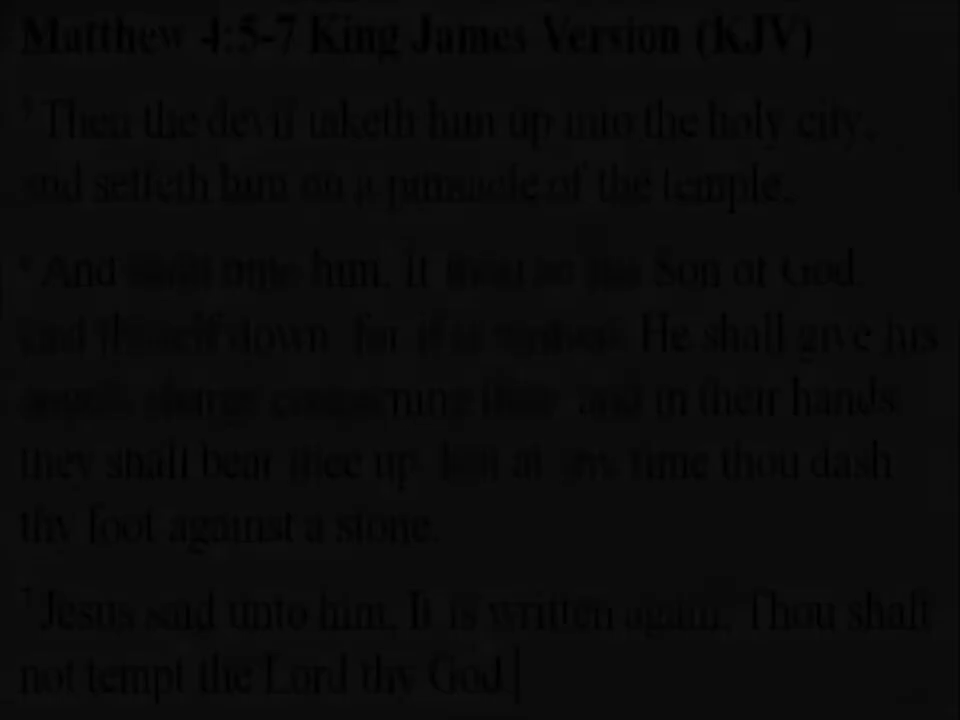 Matthew 4:5-7 King James Version (KJV)
5 Then the devil taketh him up into the holy city,
and setteth him on a pinnacle of the temple,
6 And saith unto him, If thou be the Son of God,
cast thyself down: for it is written, He shall give his
angels charge concerning thee: and in their hands
they shall bear thee up, lest at any time thou dash
thy foot against a stone.
7 Jesus said unto him, It is written again, Thou shalt
not tempt the Lord thy God.